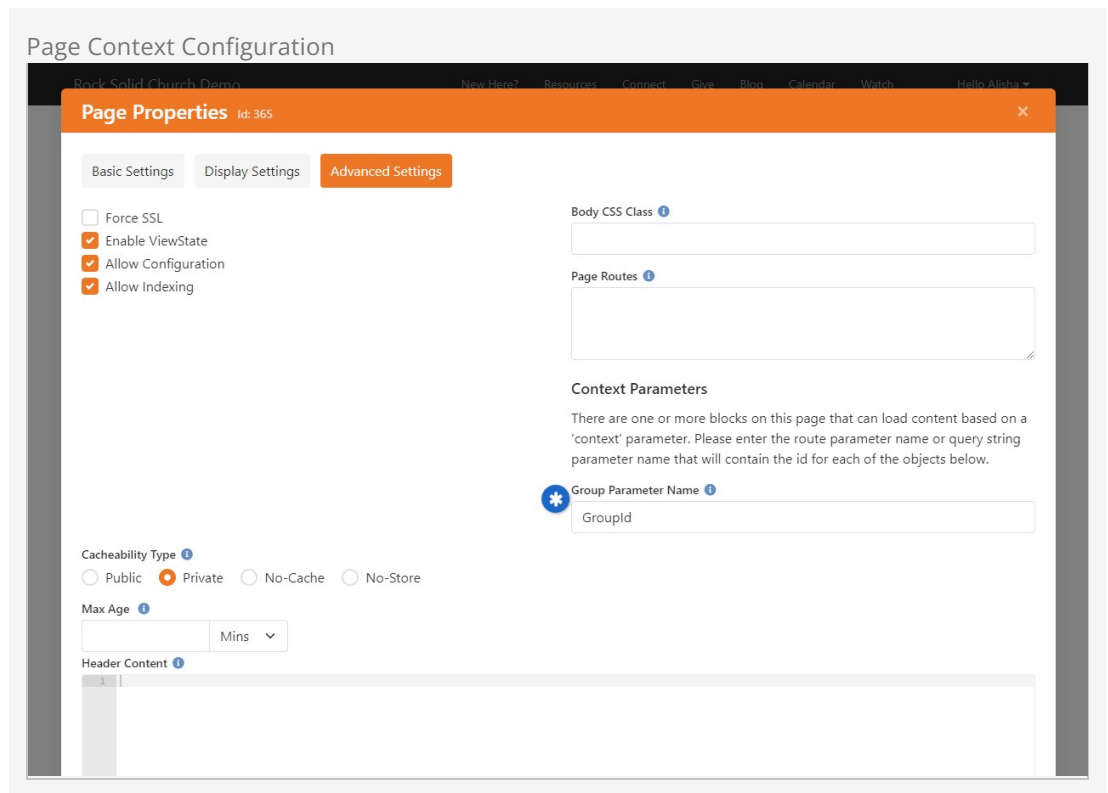 Page Context Configuration
Rock Solid Church Demo New Here? Resources Connect Give Blog Calendar Watch Hello Alisha
Page Properties Id: 365 ×
Basic Settings Display Settings Advanced Settings
Force SSL
Enable ViewState
Allow Configuration
Allow Indexing
Body CSS Class
Page Routes
Context Parameters
There are one or more blocks on this page that can load content based on a
'context' parameter. Please enter the route parameter name or query string
parameter name that will contain the id for each of the objects below.
Group Parameter Name
GroupId
Cacheability Type
Public Private No-Cache No-Store
Max Age
Mins
Header Content
1